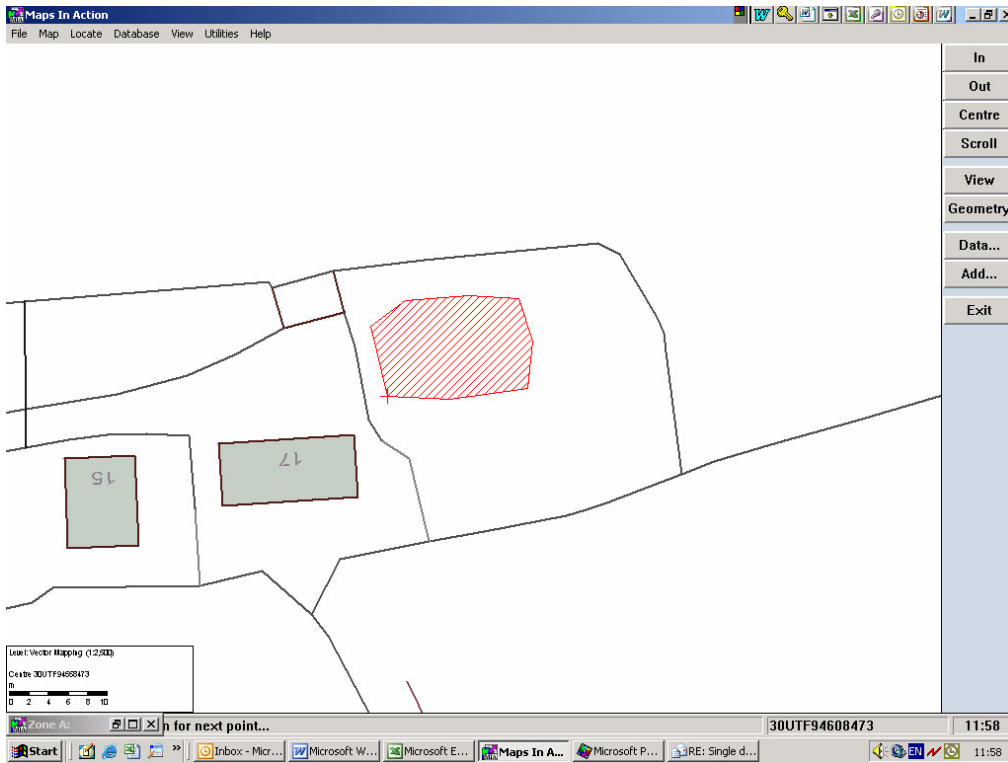 Maps In Action
File Map Locate Database View Utilities Help
In
Out
Centre
Scroll
View
Geometry
Data...
Add...
Exit
17
15
Level: Vector Mapping (1:2,500)
Centre 30UTF94658473
m
0 2 4 6 8 10
Zone A: n for next point... 30UTF94608473 11:58
Start Inbox - Micr... Microsoft W... Microsoft E... Maps In A... Microsoft P... RE: Single d... EN 11:58